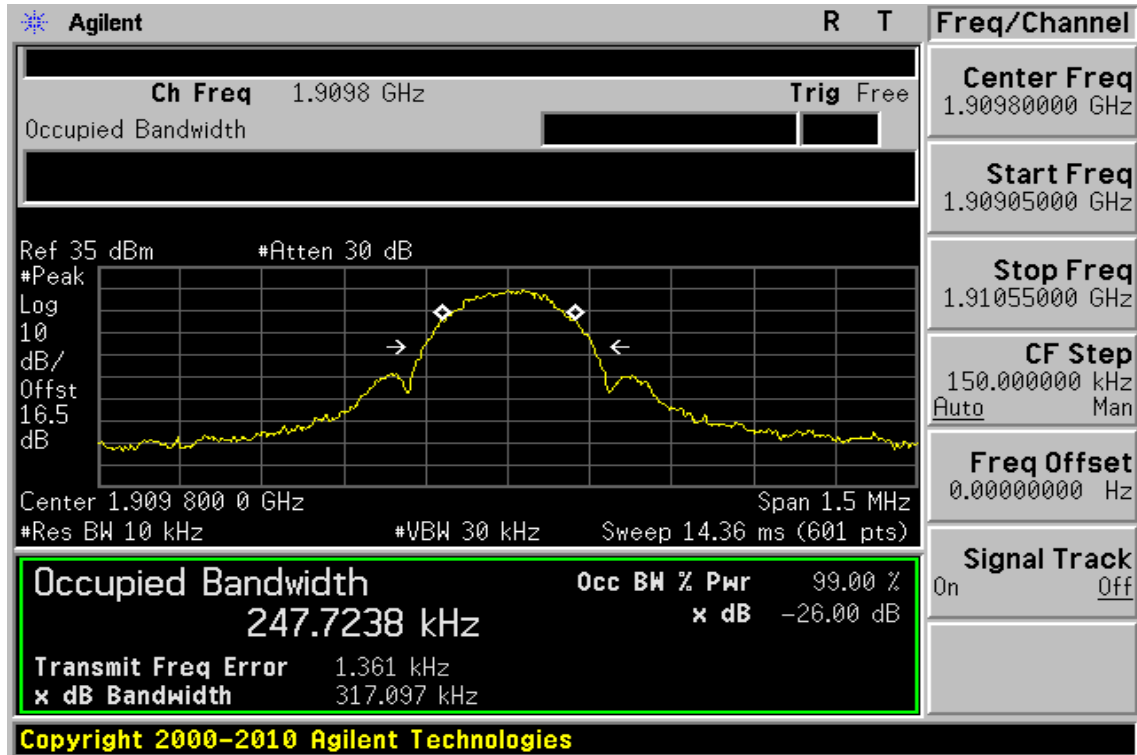 Agilent R T
Ch Freq 1.9098 GHz Trig Free
Occupied Bandwidth
Ref 35 dBm #Atten 30 dB
#Peak
Log
10
dB/
Offst
16.5
dB
Center 1.909 800 0 GHz Span 1.5 MHz
#Res BW 10 kHz #VBW 30 kHz Sweep 14.36 ms (601 pts)
Occupied Bandwidth
247.7238 kHz
Occ BW % Pwr 99.00 %
x dB -26.00 dB
Transmit Freq Error 1.361 kHz
x dB Bandwidth 317.097 kHz
Copyright 2000-2010 Agilent Technologies
Freq/Channel
Center Freq
1.90980000 GHz
Start Freq
1.90905000 GHz
Stop Freq
1.91055000 GHz
CF Step
150.000000 kHz
Auto Man
Freq Offset
0.00000000 Hz
Signal Track
On Off